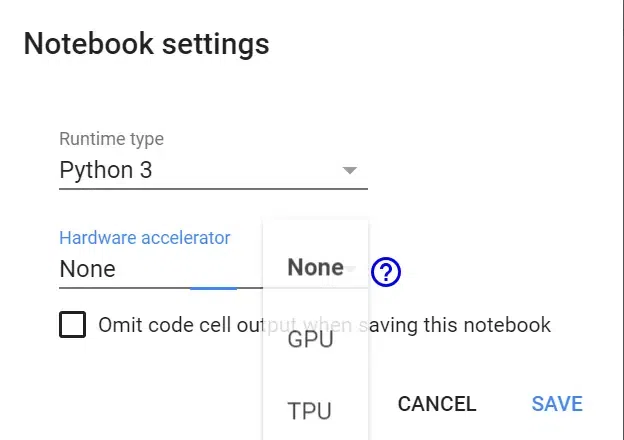 Notebook settings
Runtime type
Python 3
Hardware accelerator
None
None
Omit code cell output when saving this notebook
GPU
TPU
CANCEL
SAVE